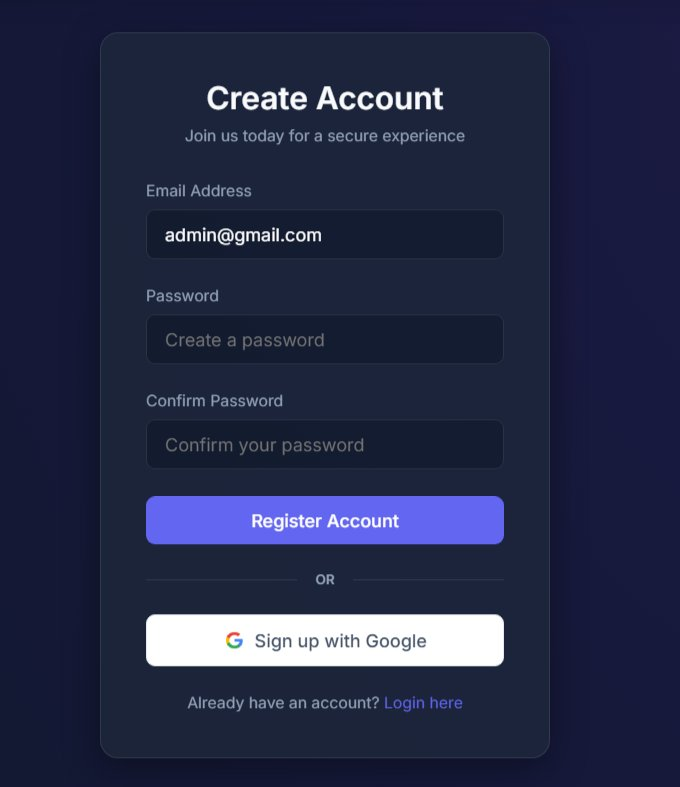 Create Account
Join us today for a secure experience
Email Address
admin@gmail.com
Password
Create a password
Confirm Password
Confirm your password
Register Account
OR
Sign up with Google
Already have an account? Login here